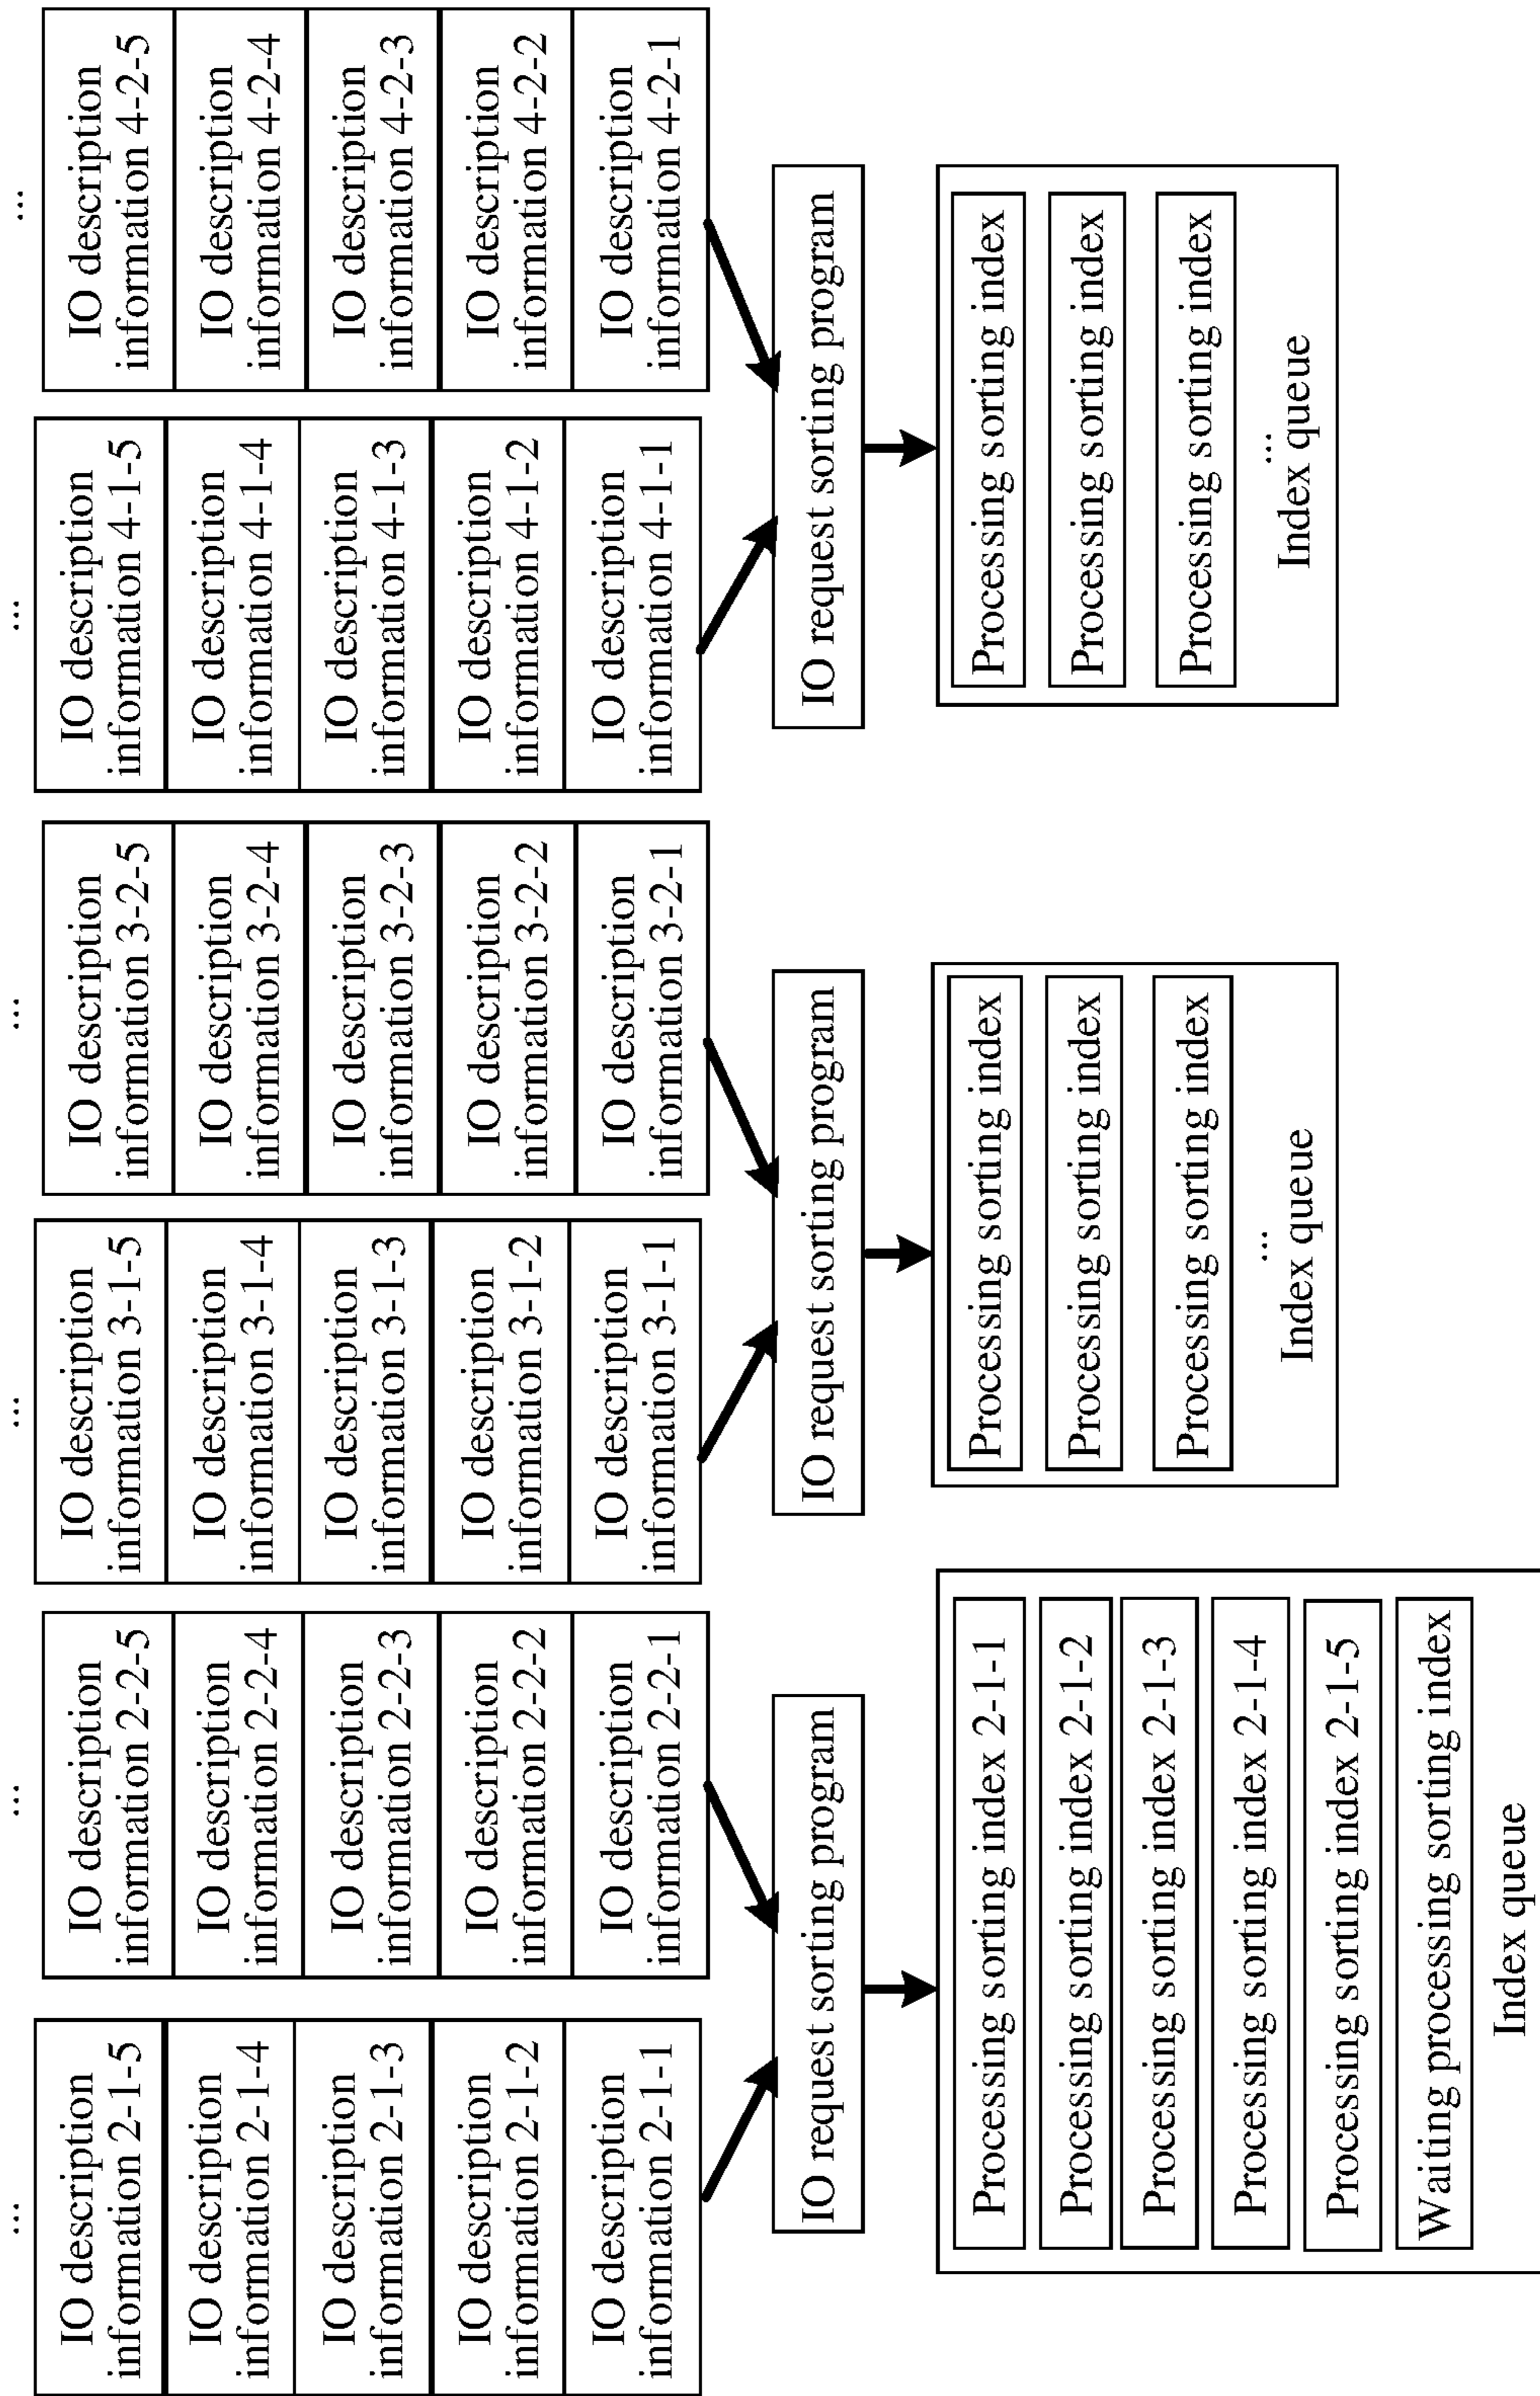 ...
IO description
information 2-1-5
IO description
information 2-1-4
IO description
information 2-1-3
IO description
information 2-1-2
IO description
information 2-1-1
...
IO description
information 2-2-5
IO description
information 2-2-4
IO description
information 2-2-3
IO description
information 2-2-2
IO description
information 2-2-1
IO request sorting program
Processing sorting index 2-1-1
Processing sorting index 2-1-2
Processing sorting index 2-1-3
Processing sorting index 2-1-4
Processing sorting index 2-1-5
Waiting processing sorting index
Index queue
...
IO description
information 3-1-5
IO description
information 3-1-4
IO description
information 3-1-3
IO description
information 3-1-2
IO description
information 3-1-1
...
IO description
information 3-2-5
IO description
information 3-2-4
IO description
information 3-2-3
IO description
information 3-2-2
IO description
information 3-2-1
IO request sorting program
Processing sorting index
Processing sorting index
Processing sorting index
...
Index queue
...
IO description
information 4-1-5
IO description
information 4-1-4
IO description
information 4-1-3
IO description
information 4-1-2
IO description
information 4-1-1
...
IO description
information 4-2-5
IO description
information 4-2-4
IO description
information 4-2-3
IO description
information 4-2-2
IO description
information 4-2-1
IO request sorting program
Processing sorting index
Processing sorting index
Processing sorting index
...
Index queue